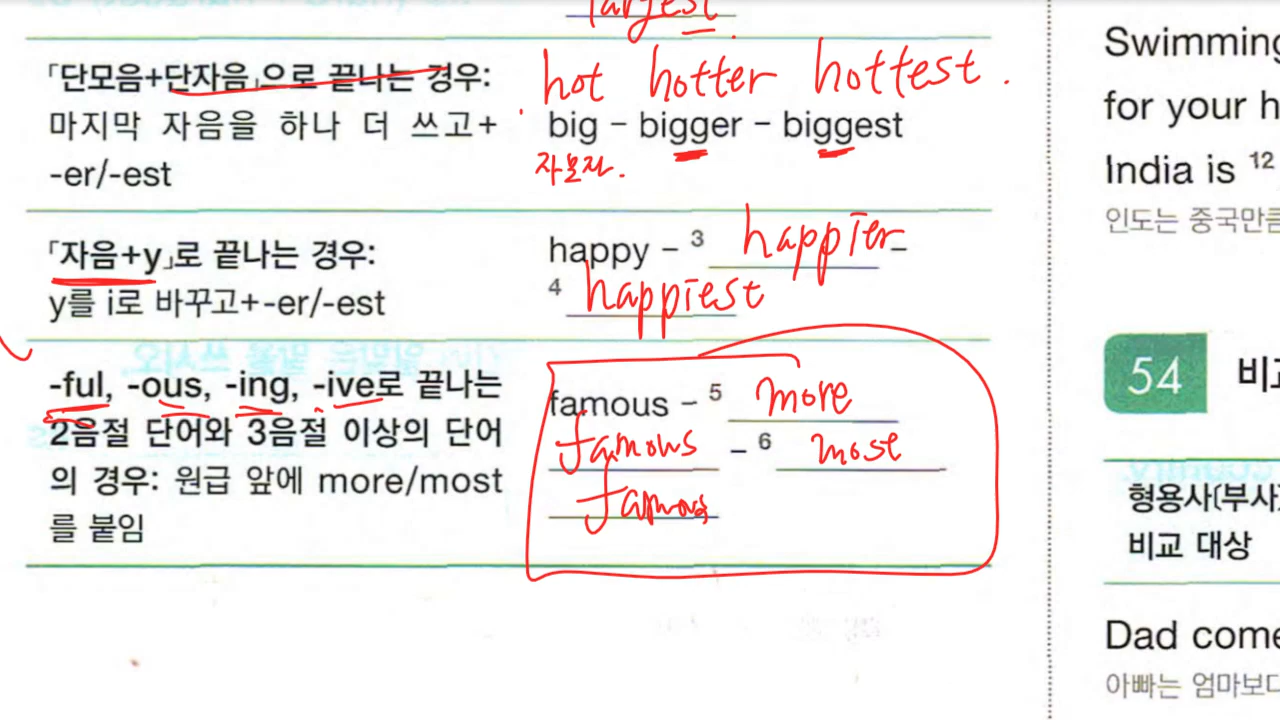 largest
「단모음+단자음」으로 끝나는 경우:
마지막 자음을 하나 더 쓰고+
-er/-est
hot hotter hottest.
big – bigger – biggest
자모자.
「자음+y」로 끝나는 경우:
y를 i로 바꾸고+-er/-est
happy – 3 happier –
4 happiest
-ful, -ous, -ing, -ive로 끝나는
2음절 단어와 3음절 이상의 단어
의 경우: 원급 앞에 more/most
를 붙임
famous – 5 more
famous – 6 most
famous
Swimming
for your h
India is 12
인도는 중국만큼
54 비교
형용사(부사)
비교 대상
Dad come
아빠는 엄마보다